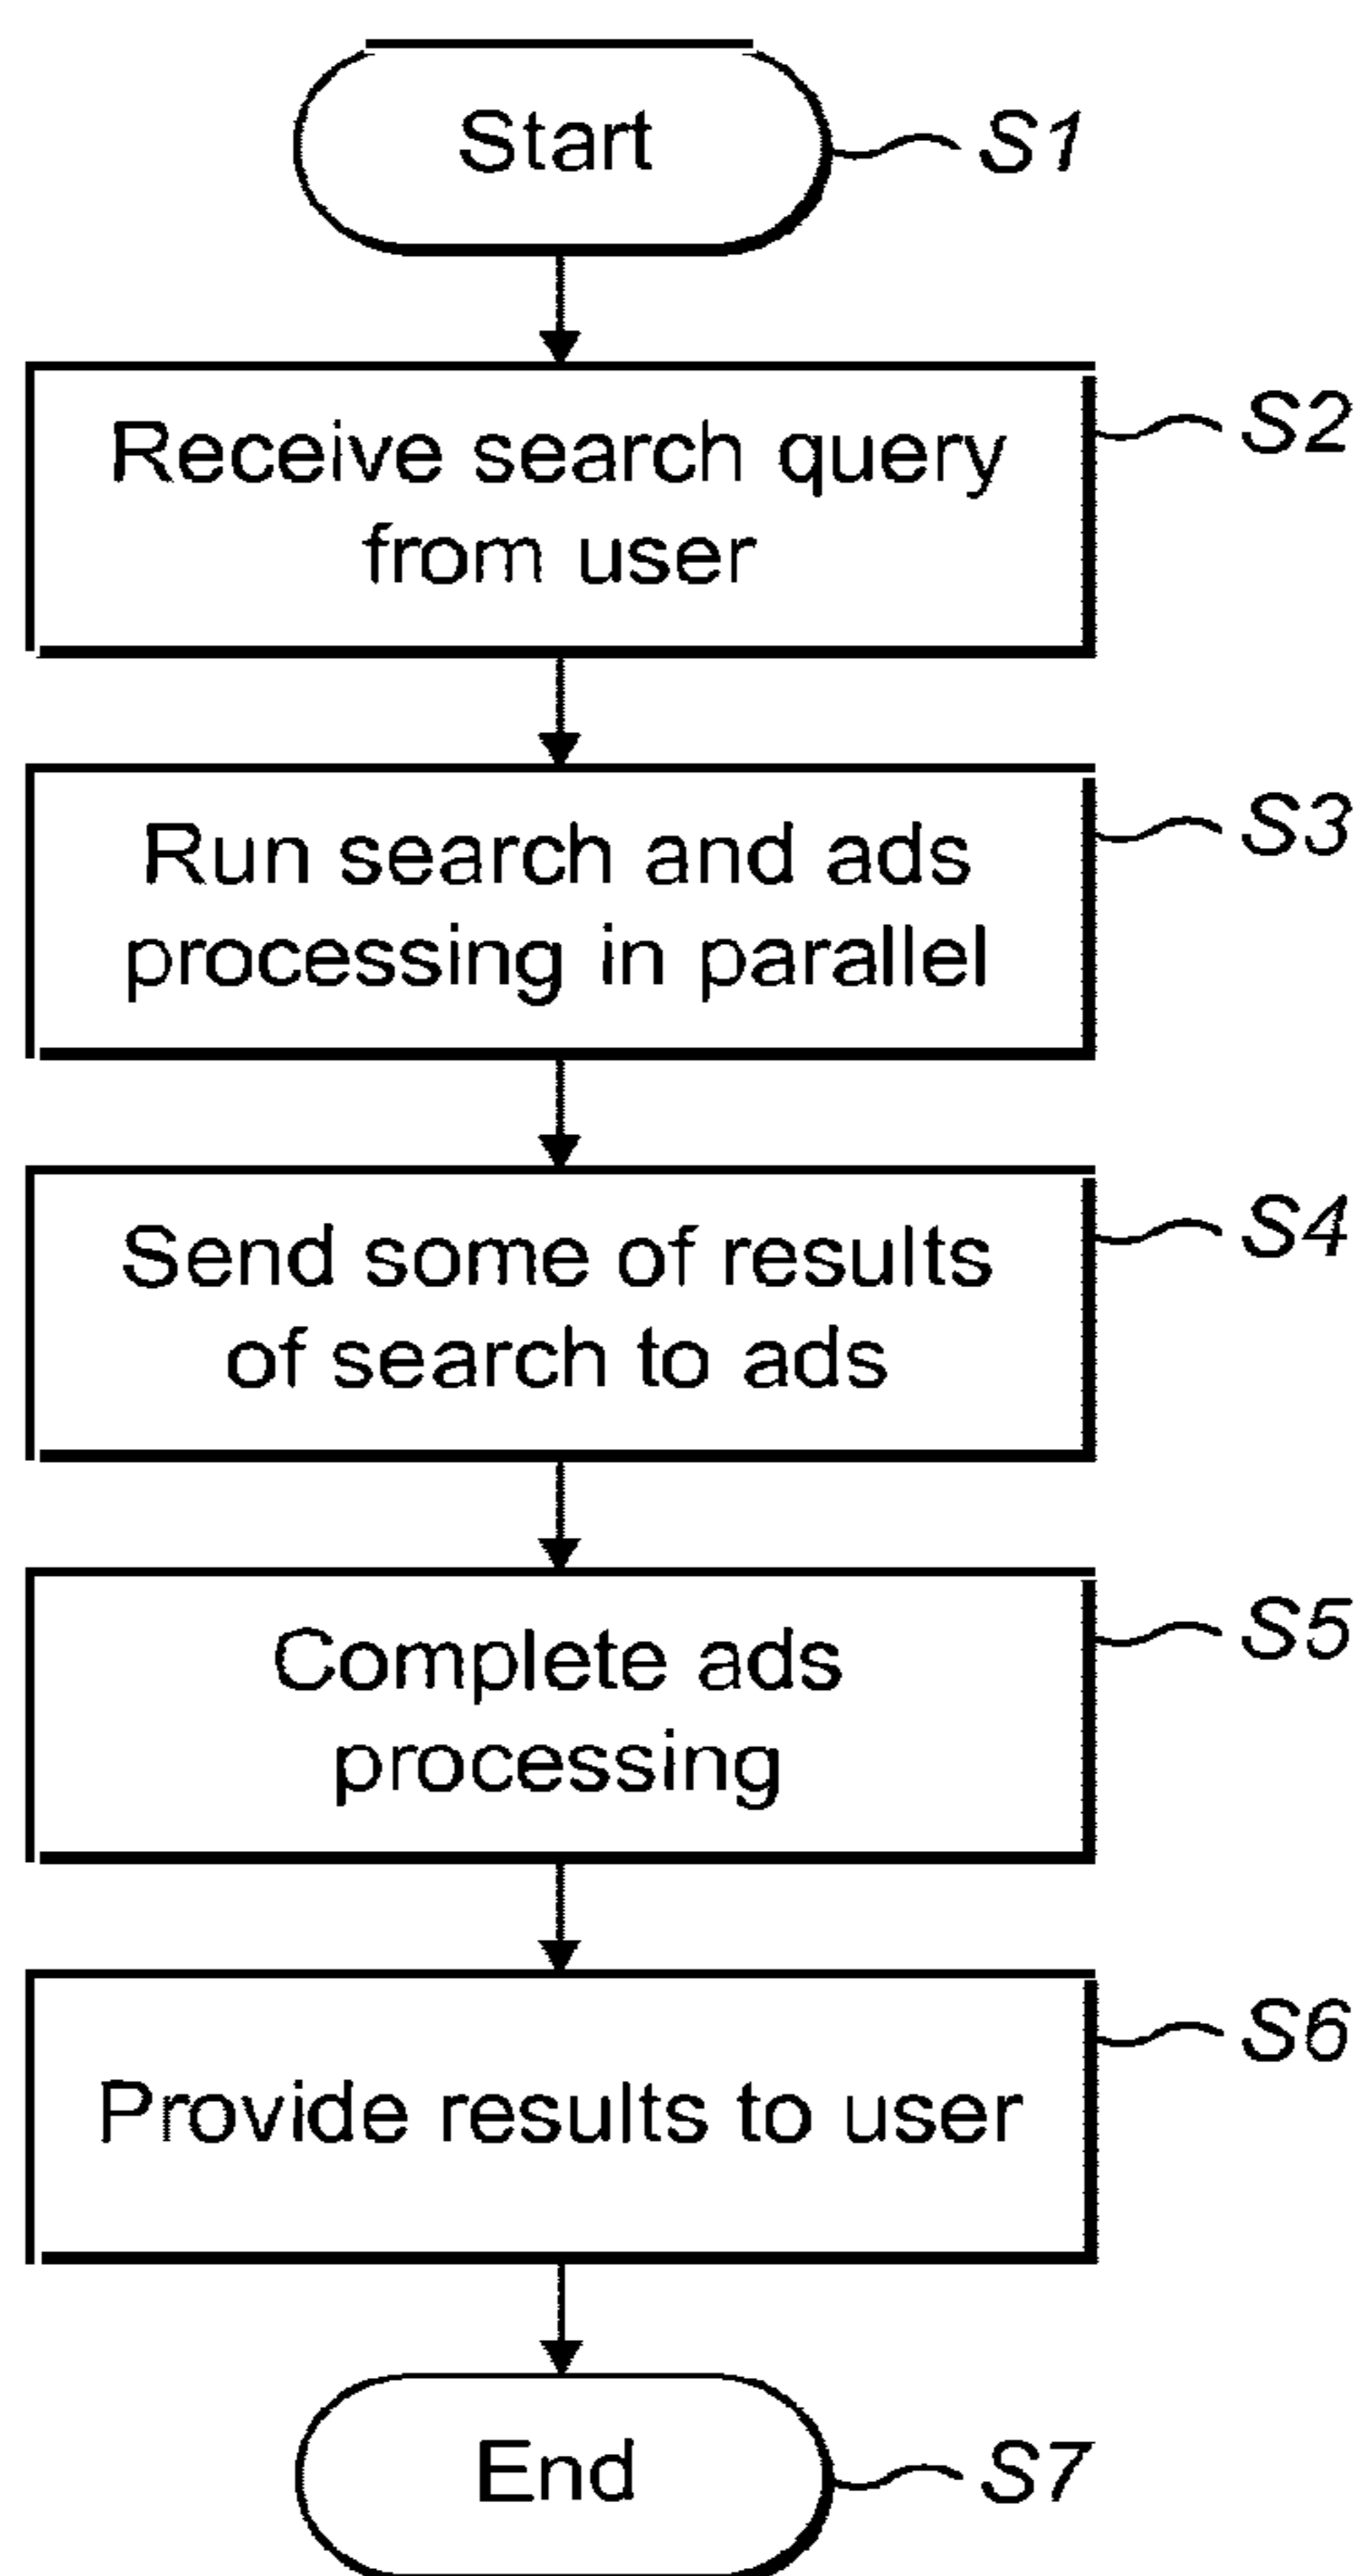 Start
S1
Receive search query
from user
S2
Run search and ads
processing in parallel
S3
Send some of results
of search to ads
S4
Complete ads
processing
S5
Provide results to user
S6
End
S7